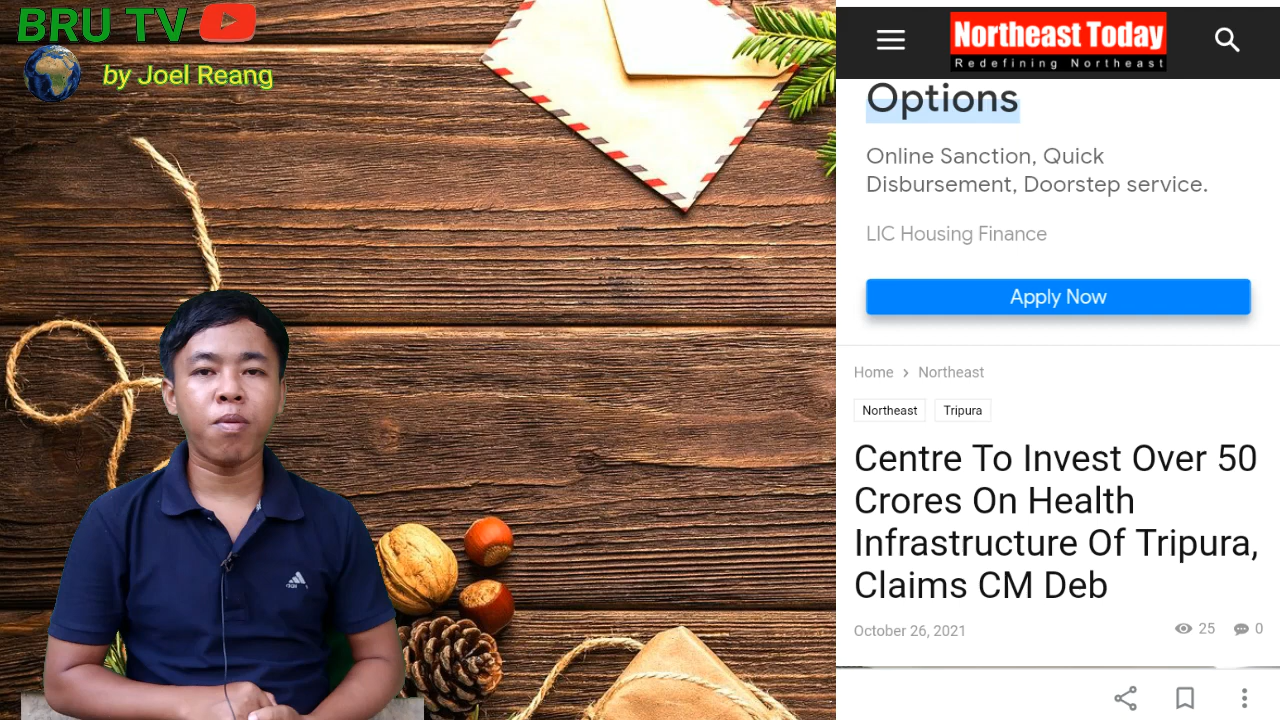 BRU TV
by Joel Reang
Northeast Today
Redefining Northeast
Options
Online Sanction, Quick
Disbursement, Doorstep service.
LIC Housing Finance
Apply Now
Home > Northeast
Northeast Tripura
Centre To Invest Over 50
Crores On Health
Infrastructure Of Tripura,
Claims CM Deb
October 26, 2021 25 0